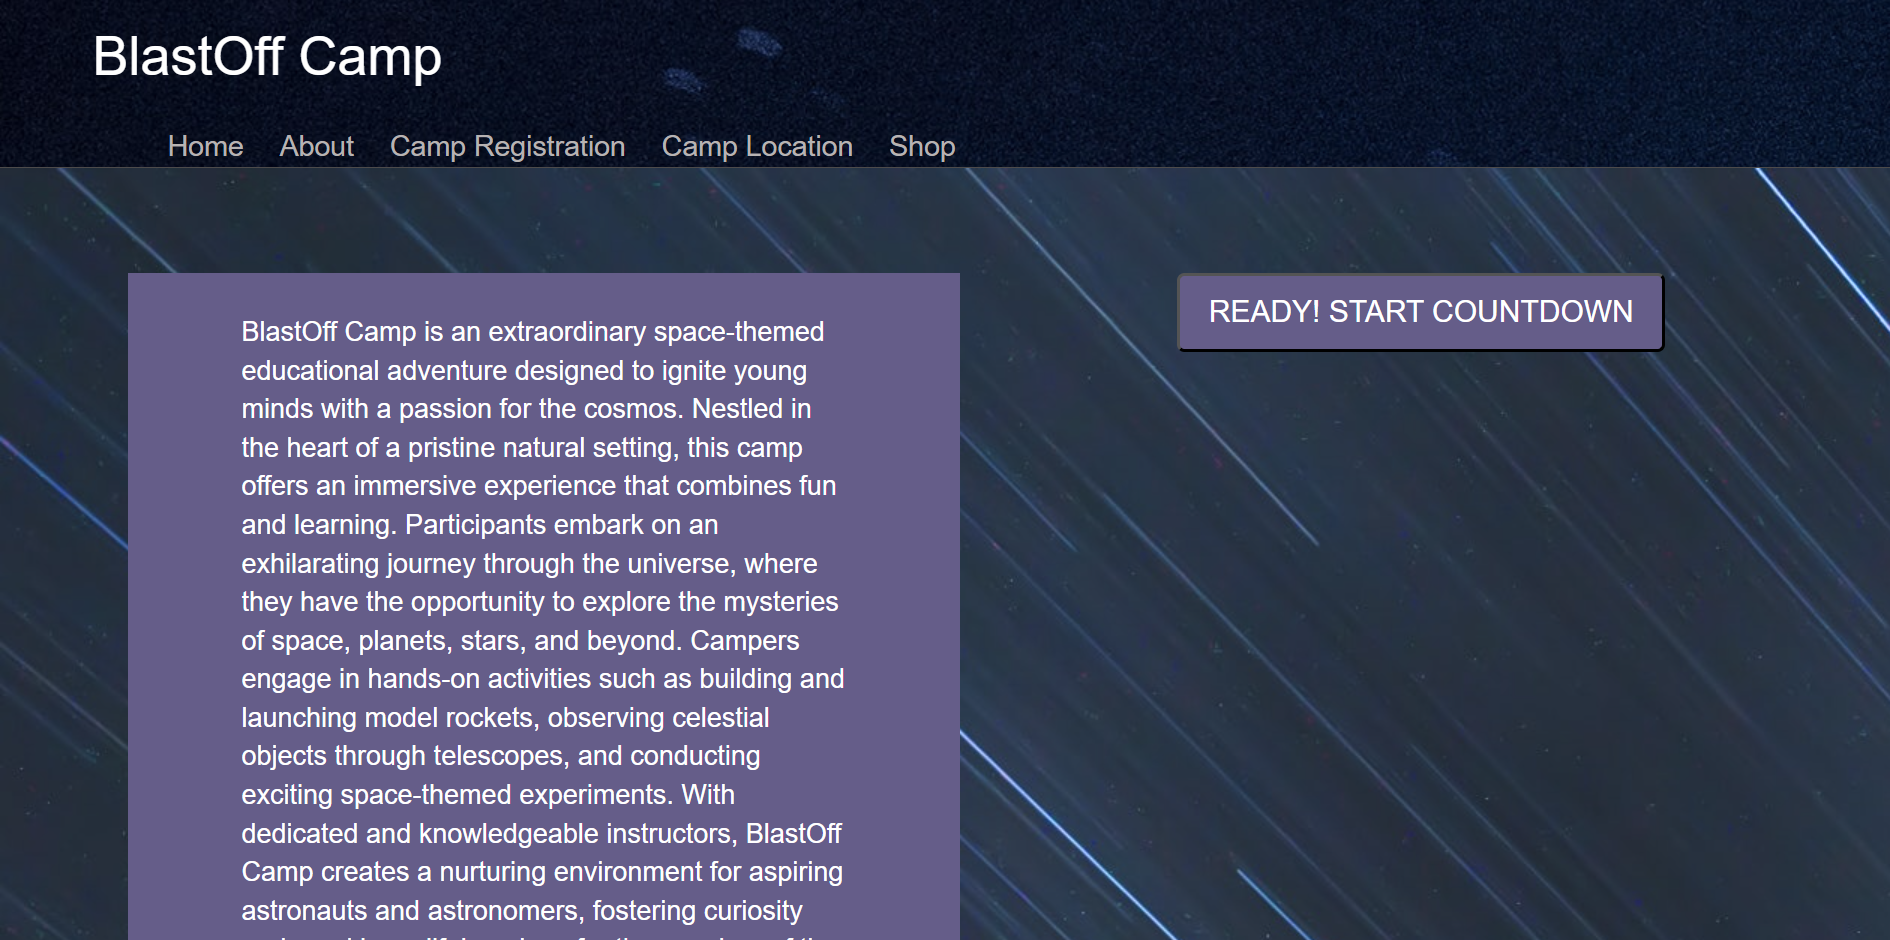 BlastOff Camp
Home About Camp Registration Camp Location Shop
BlastOff Camp is an extraordinary space-themed
educational adventure designed to ignite young
minds with a passion for the cosmos. Nestled in
the heart of a pristine natural setting, this camp
offers an immersive experience that combines fun
and learning. Participants embark on an
exhilarating journey through the universe, where
they have the opportunity to explore the mysteries
of space, planets, stars, and beyond. Campers
engage in hands-on activities such as building and
launching model rockets, observing celestial
objects through telescopes, and conducting
exciting space-themed experiments. With
dedicated and knowledgeable instructors, BlastOff
Camp creates a nurturing environment for aspiring
astronauts and astronomers, fostering curiosity
READY! START COUNTDOWN